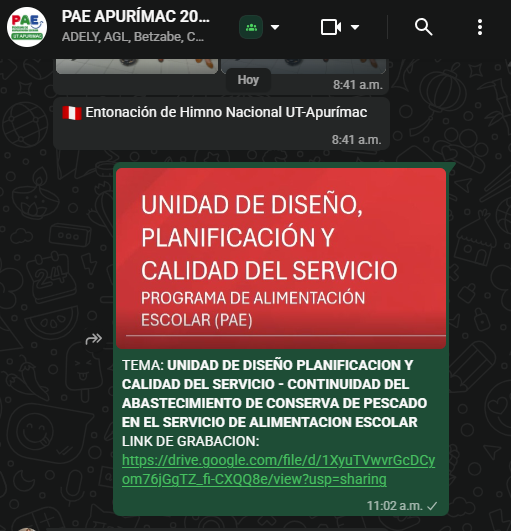 PAE APURÍMAC 20...
ADELY, AGL, Betzabe, C...
PAE
UT APURIMAC
Hoy
8:41 a.m.
🇵🇪 Entonación de Himno Nacional UT-Apurímac
8:41 a.m.
UNIDAD DE DISEÑO,
PLANIFICACIÓN Y
CALIDAD DEL SERVICIO
PROGRAMA DE ALIMENTACIÓN
ESCOLAR (PAE)
TEMA: UNIDAD DE DISEÑO PLANIFICACION Y
CALIDAD DEL SERVICIO - CONTINUIDAD DEL
ABASTECIMIENTO DE CONSERVA DE PESCADO
EN EL SERVICIO DE ALIMENTACION ESCOLAR
LINK DE GRABACION:
https://drive.google.com/file/d/1XyuTVwvrGcDCy
om76jGqTZ_fi-CXQQ8e/view?usp=sharing
11:02 a.m.